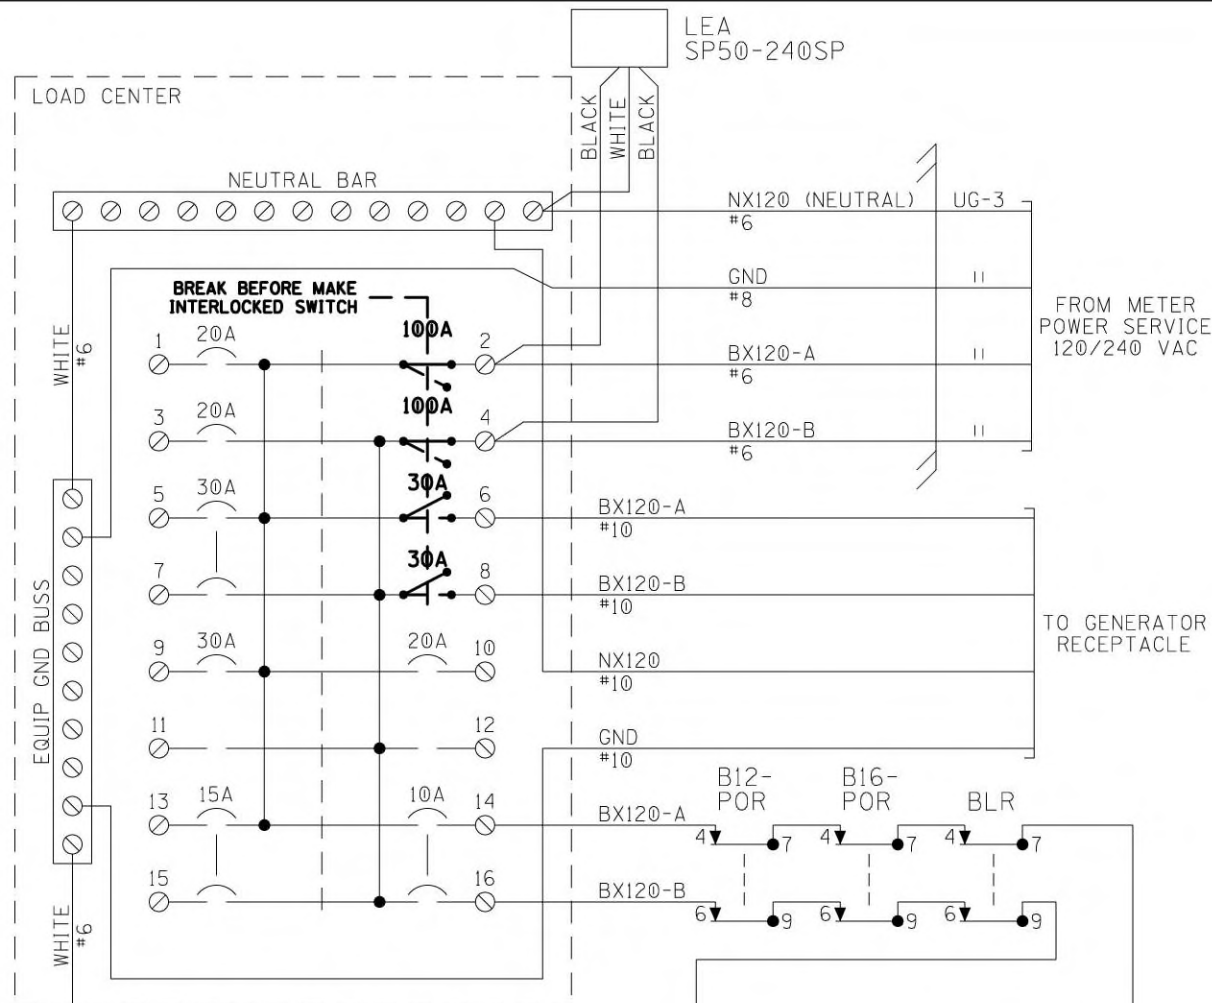 LEA
SP50-240SP
LOAD CENTER
BLACK
WHITE
BLACK
NEUTRAL BAR
NX120 (NEUTRAL)
#6
UG-3
GND
#8
"
BREAK BEFORE MAKE
INTERLOCKED SWITCH
FROM METER
POWER SERVICE
120/240 VAC
WHITE
#6
1
20A
100A
2
BX120-A
#6
"
3
20A
100A
4
BX120-B
#6
"
5
30A
30A
6
BX120-A
#10
7
30A
8
BX120-B
#10
TO GENERATOR
RECEPTACLE
EQUIP GND BUSS
9
30A
20A
10
NX120
#10
11
12
GND
#10
B12-
POR
B16-
POR
BLR
13
15A
10A
14
BX120-A
4
7
4
7
4
7
15
16
BX120-B
6
9
6
9
6
9
WHITE
#6